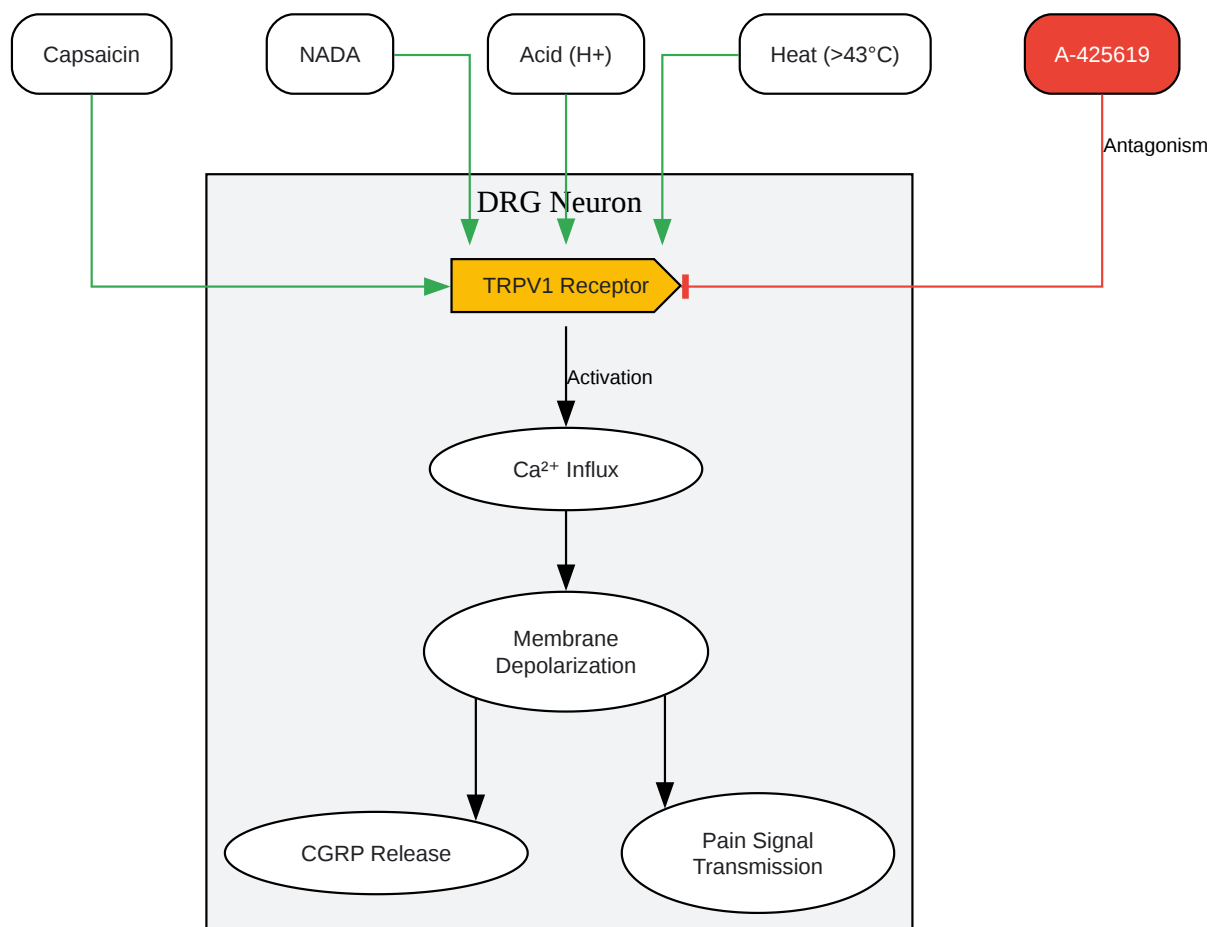 Capsaicin
NADA
Acid (H+)
Heat (>43°C)
A-425619
Antagonism
DRG Neuron
TRPV1 Receptor
Activation
Ca²⁺ Influx
Membrane
Depolarization
CGRP Release
Pain Signal
Transmission